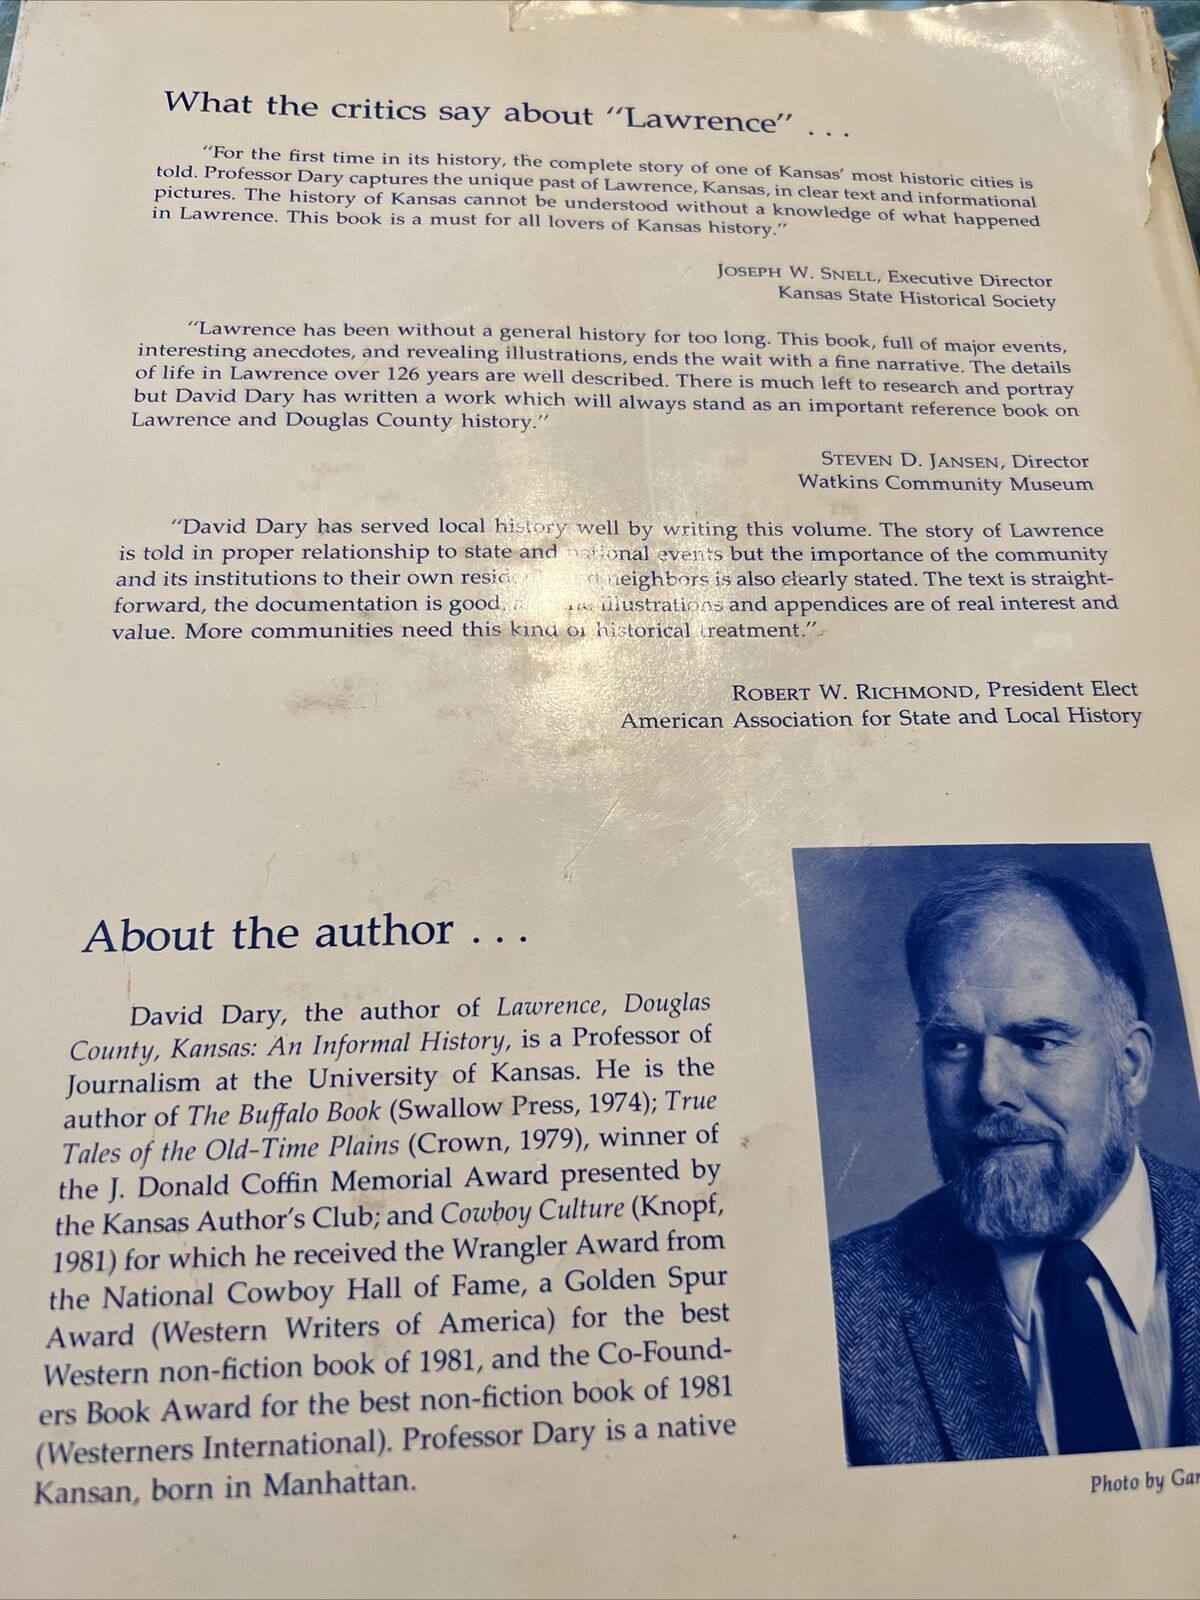 What the critics say about "Lawrence" . . .
"For the first time in its history, the complete story of one of Kansas' most historic cities is
told. Professor Dary captures the unique past of Lawrence, Kansas, in clear text and informational
pictures. The history of Kansas cannot be understood without a knowledge of what happened
in Lawrence. This book is a must for all lovers of Kansas history."
JOSEPH W. SNELL, Executive Director
Kansas State Historical Society
"Lawrence has been without a general history for too long. This book, full of major events,
interesting anecdotes, and revealing illustrations, ends the wait with a fine narrative. The details
of life in Lawrence over 126 years are well described. There is much left to research and portray
but David Dary has written a work which will always stand as an important reference book on
Lawrence and Douglas County history."
STEVEN D. JANSEN, Director
Watkins Community Museum
"David Dary has served local history well by writing this volume. The story of Lawrence
is told in proper relationship to state and national events but the importance of the community
and its institutions to their own neighbors is also clearly stated. The text is straight-
forward, the documentation is good, illustrations and appendices are of real interest and
value. More communities need this kind of historical treatment."
ROBERT W. RICHMOND, President Elect
American Association for State and Local History
About the author . . .
David Dary, the author of Lawrence, Douglas
County, Kansas: An Informal History, is a Professor of
Journalism at the University of Kansas. He is the
author of The Buffalo Book (Swallow Press, 1974); True
Tales of the Old-Time Plains (Crown, 1979), winner of
the J. Donald Coffin Memorial Award presented by
the Kansas Author's Club; and Cowboy Culture (Knopf,
1981) for which he received the Wrangler Award from
the National Cowboy Hall of Fame, a Golden Spur
Award (Western Writers of America) for the best
Western non-fiction book of 1981, and the Co-Found-
ers Book Award for the best non-fiction book of 1981
(Westerners International). Professor Dary is a native
Kansan, born in Manhattan.
Photo by